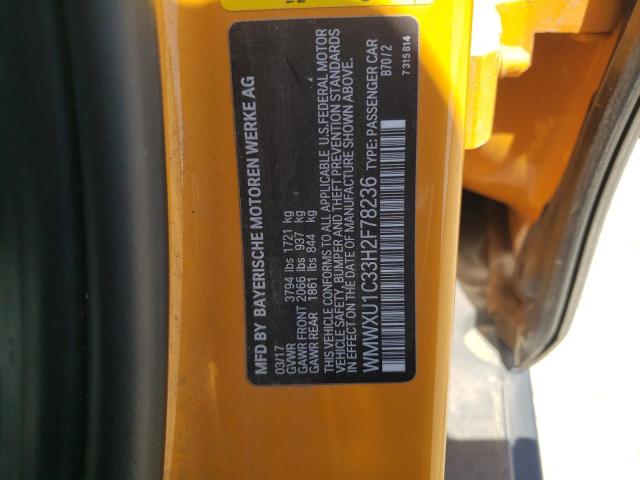 MFD BY BAYERISCHE MOTOREN WERKE AG
03/17
GVWR 3794 lbs 1721 kg
GAWR FRONT 2066 lbs 937 kg
GAWR REAR 1861 lbs 844 kg
THIS VEHICLE CONFORMS TO ALL APPLICABLE U.S.FEDERAL MOTOR
VEHICLE SAFETY, BUMPER AND THEFT PREVENTION STANDARDS
IN EFFECT ON THE DATE OF MANUFACTURE SHOWN ABOVE.
WMWXU1C33H2F78236 TYPE: PASSENGER CAR
B70/2
7 315 814